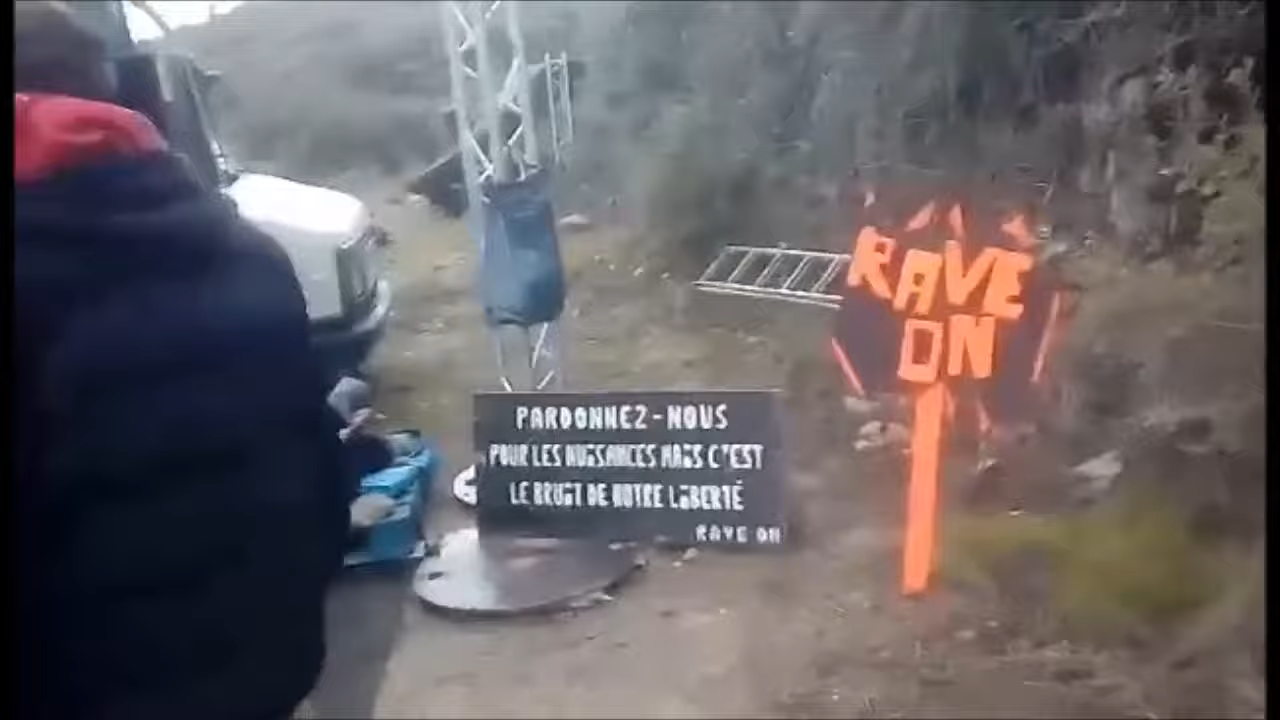 PARDONNEZ-NOUS
POUR LES NUiSANCES MAiS C'EST
LE BRUiT DE NOTRE LiBERTÉ
RAVE ON
RAVE
ON